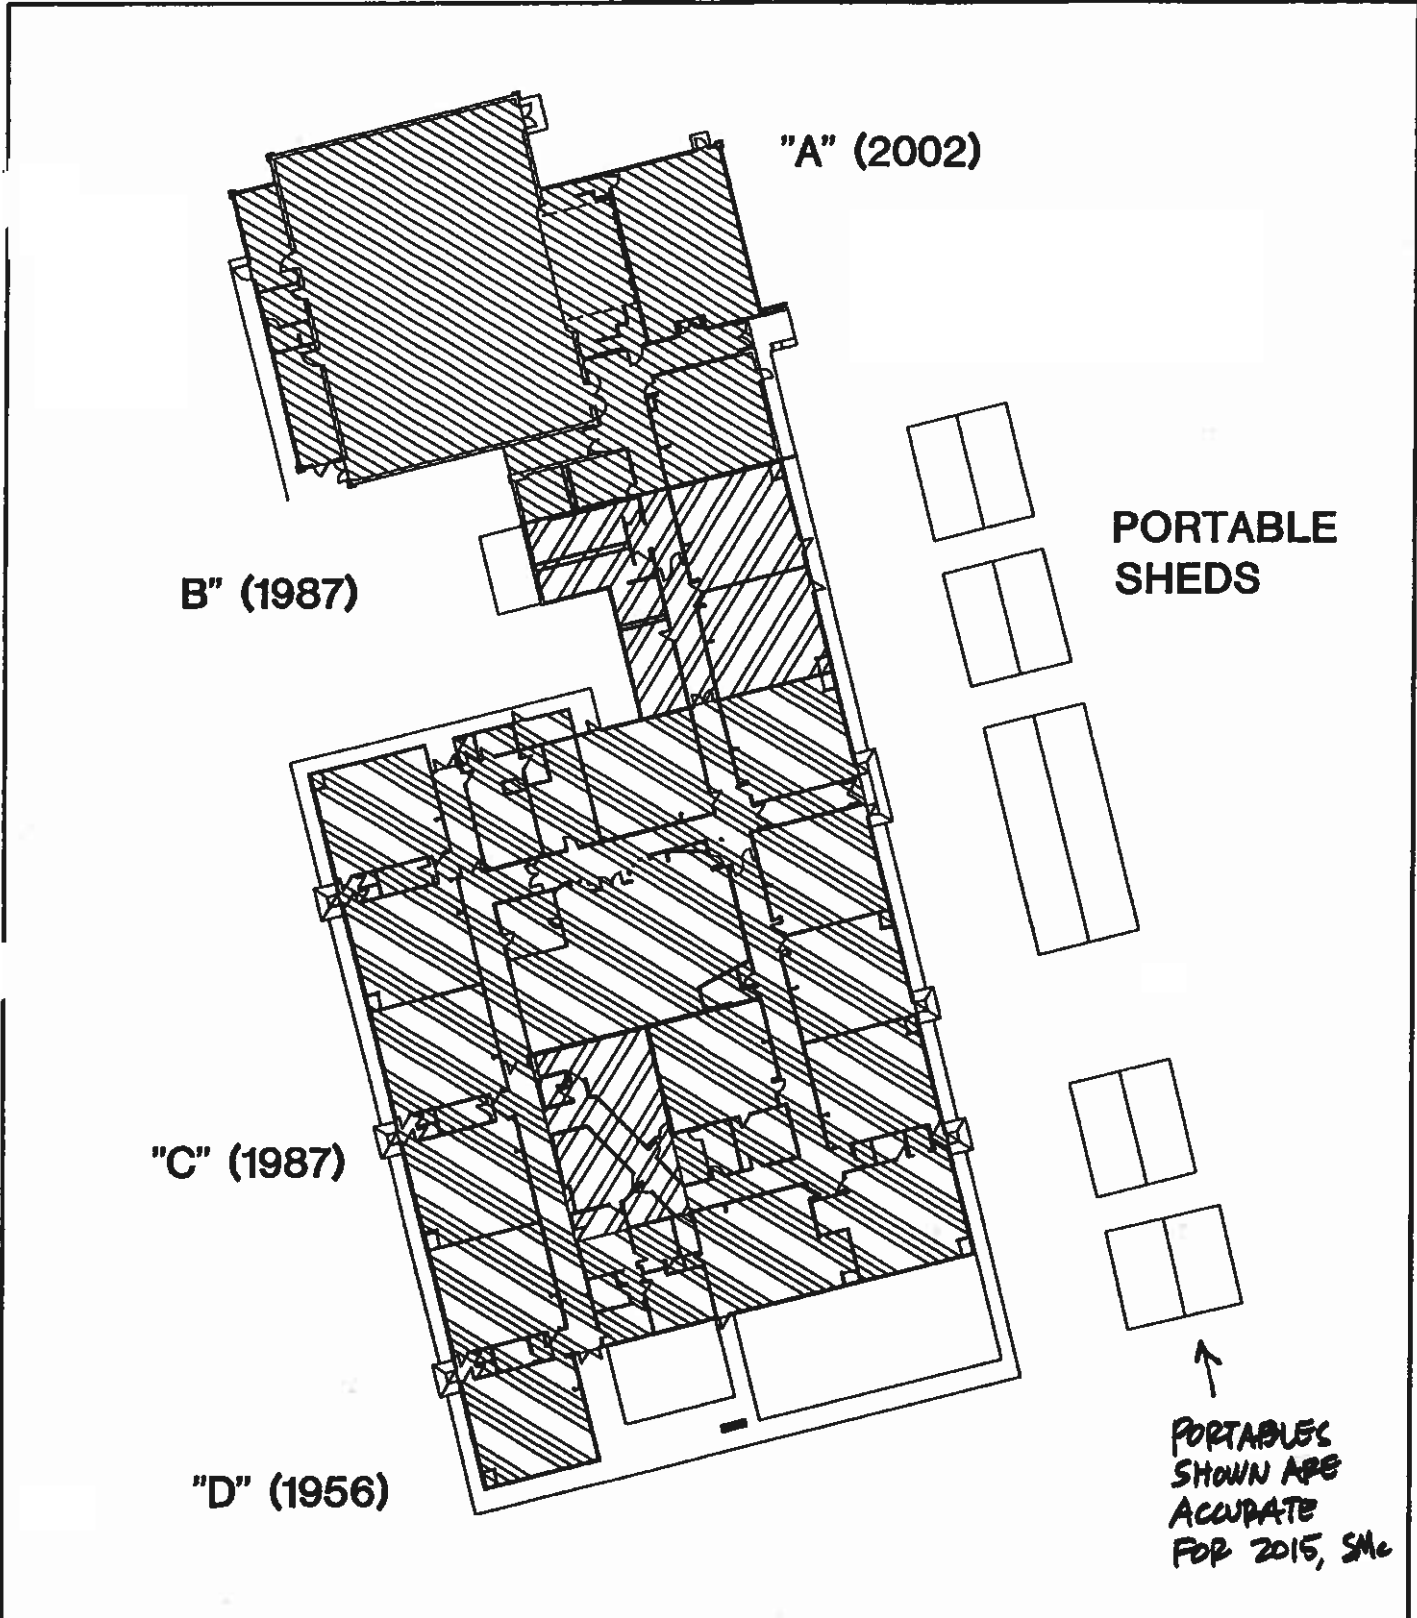 "A" (2002)
PORTABLE
SHEDS
B" (1987)
"C" (1987)
"D" (1956)
PORTABLES
SHOWN ARE
ACCURATE
FOR 2015, SMc